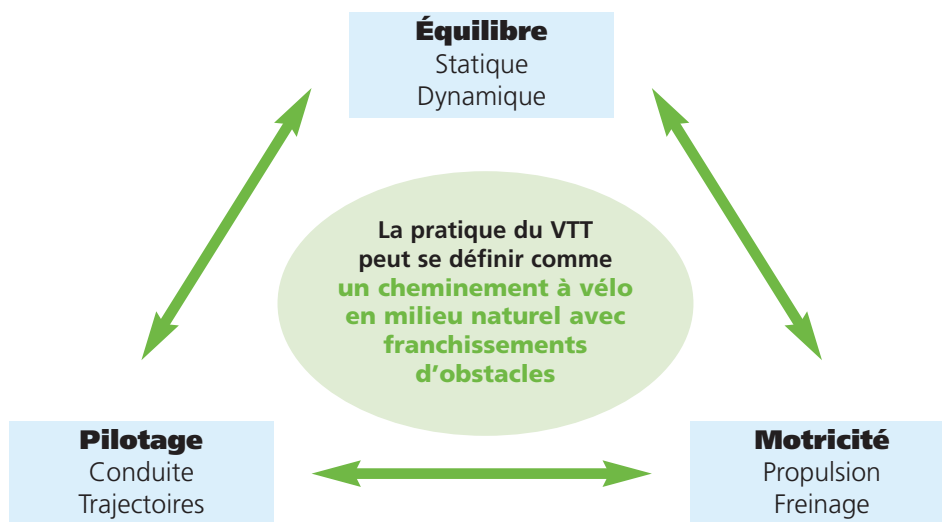 Équilibre
Statique
Dynamique
La pratique du VTT
peut se définir comme
un cheminement à vélo
en milieu naturel avec
franchissements
d’obstacles
Pilotage
Conduite
Trajectoires
Motricité
Propulsion
Freinage